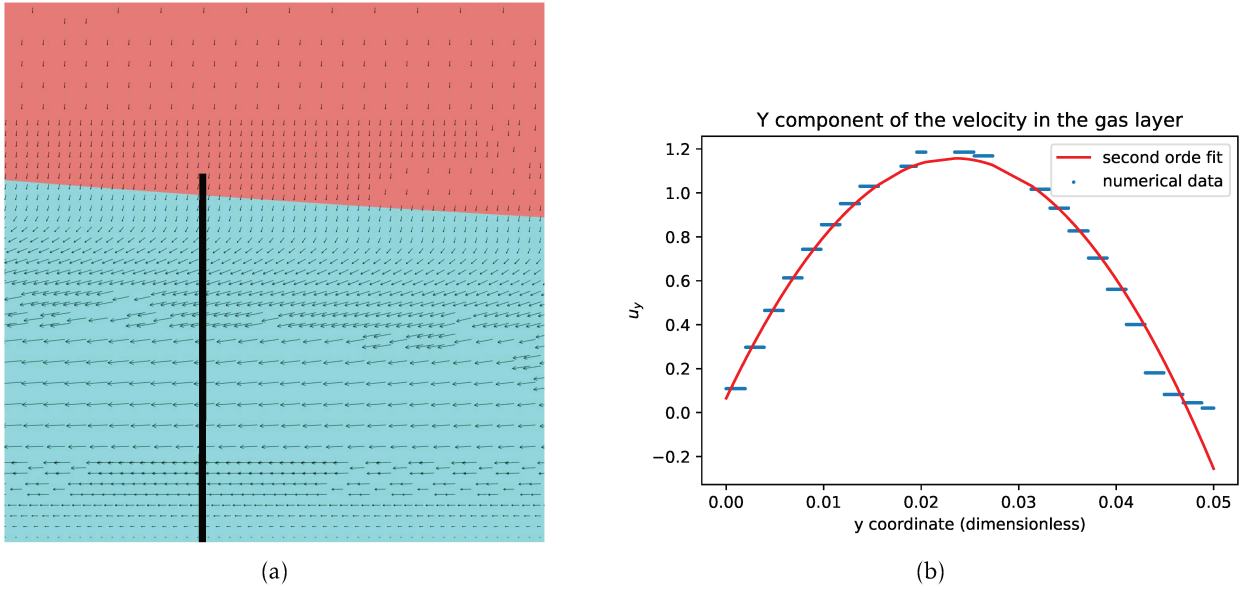 Y component of the velocity in the gas layer
second orde fit
numerical data
1.2
1.0
0.8
0.6
0.4
0.2
0.0
−0.2
u_y
0.00 0.01 0.02 0.03 0.04 0.05
y coordinate (dimensionless)
(a) (b)